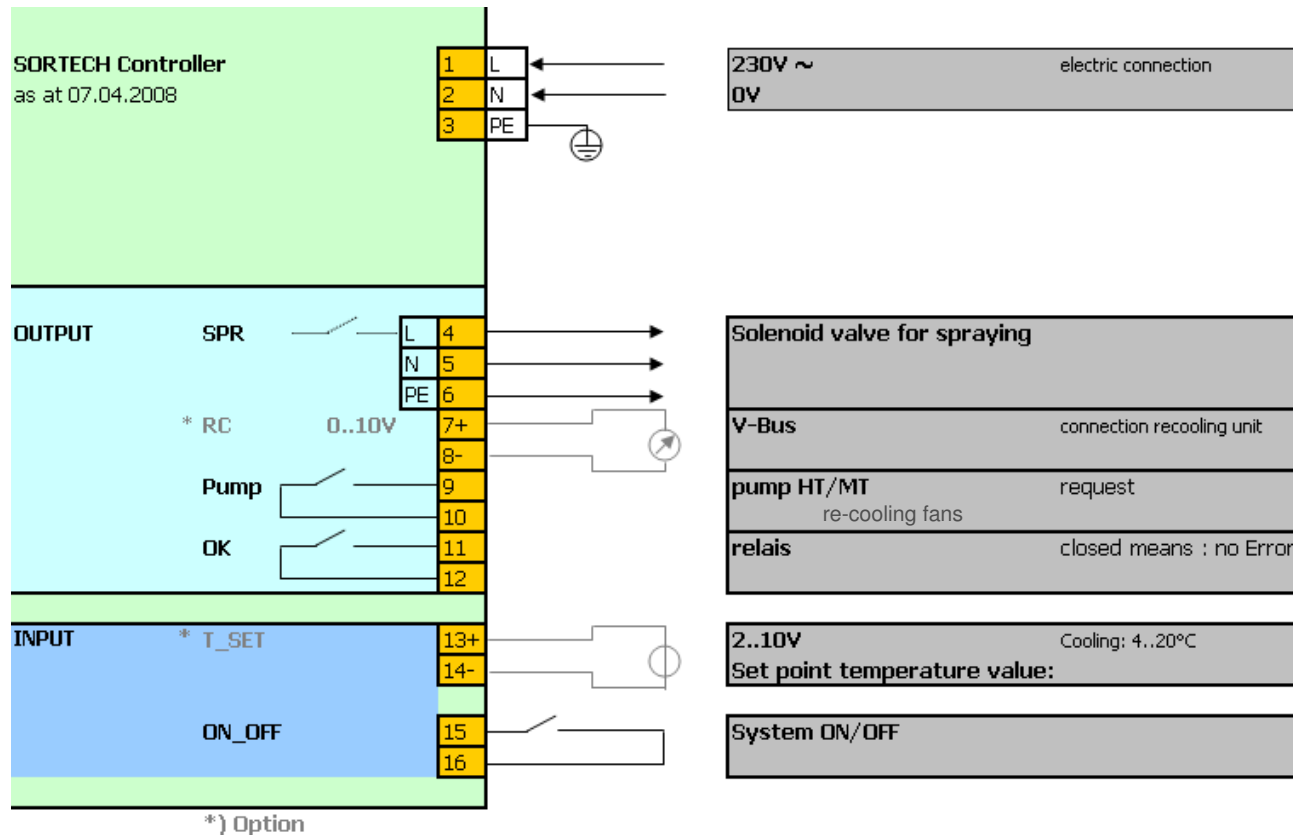 SORTECH Controller 1 L 230V ~ electric connection
as at 07.04.2008 2 N 0V
3 PE
OUTPUT SPR L 4 Solenoid valve for spraying
N 5
PE 6
* RC 0..10V 7+ V-Bus connection recooling unit
8-
Pump 9 pump HT/MT request
10 re-cooling fans
OK 11 relais closed means : no Error
12
INPUT * T_SET 13+ 2..10V Cooling: 4..20°C
14- Set point temperature value:
ON_OFF 15 System ON/OFF
16
*) Option